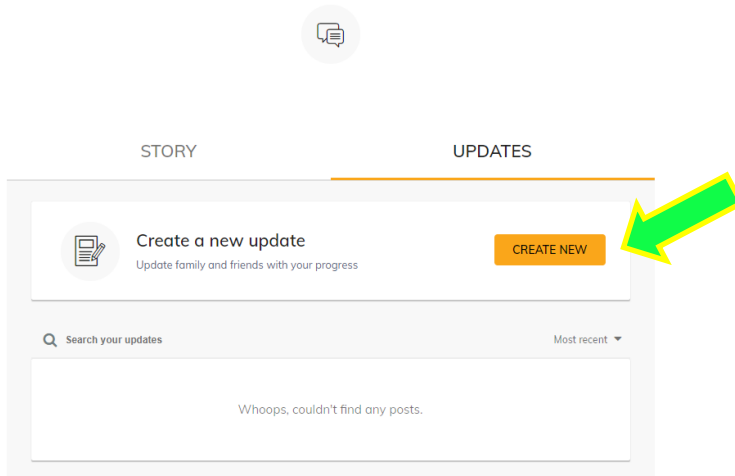 STORY
UPDATES
Create a new update
Update family and friends with your progress
CREATE NEW
Search your updates
Most recent
Whoops, couldn't find any posts.